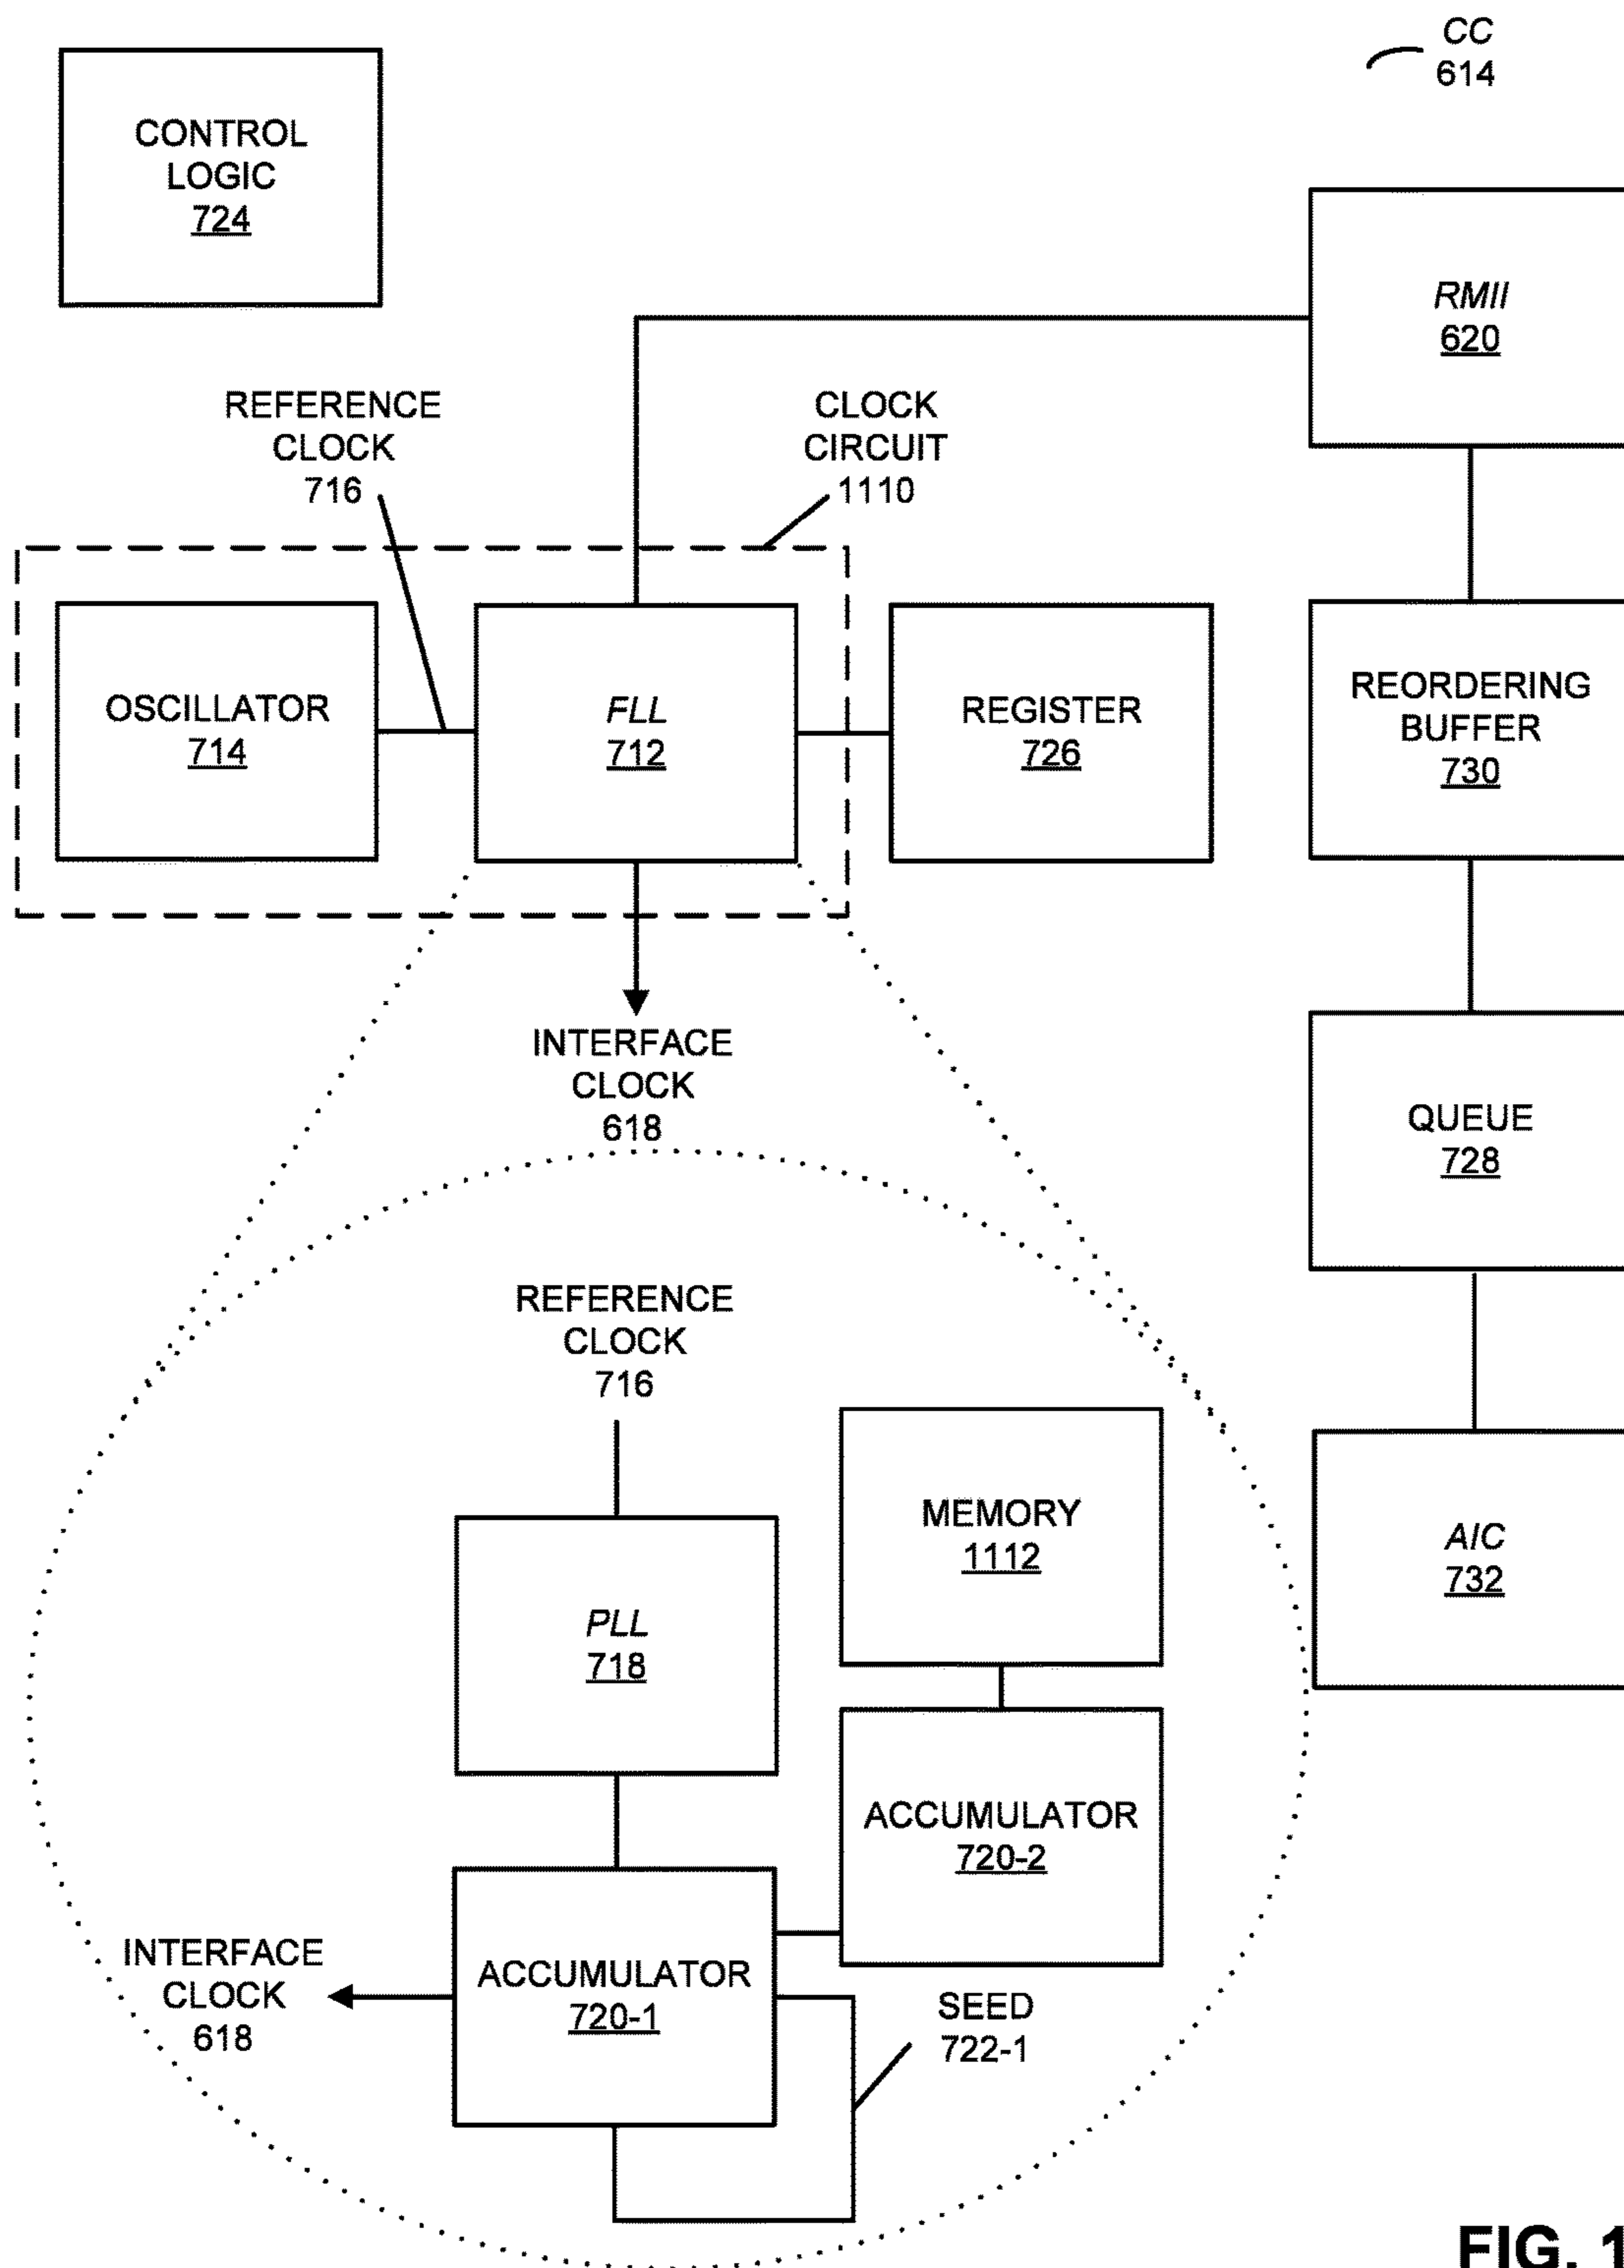 CC
614
CONTROL
LOGIC
724
RMII
620
REFERENCE
CLOCK
716
CLOCK
CIRCUIT
1110
OSCILLATOR
714
FLL
712
REGISTER
726
REORDERING
BUFFER
730
INTERFACE
CLOCK
618
QUEUE
728
REFERENCE
CLOCK
716
MEMORY
1112
AIC
732
PLL
718
ACCUMULATOR
720-2
INTERFACE
CLOCK
618
ACCUMULATOR
720-1
SEED
722-1
FIG. 1